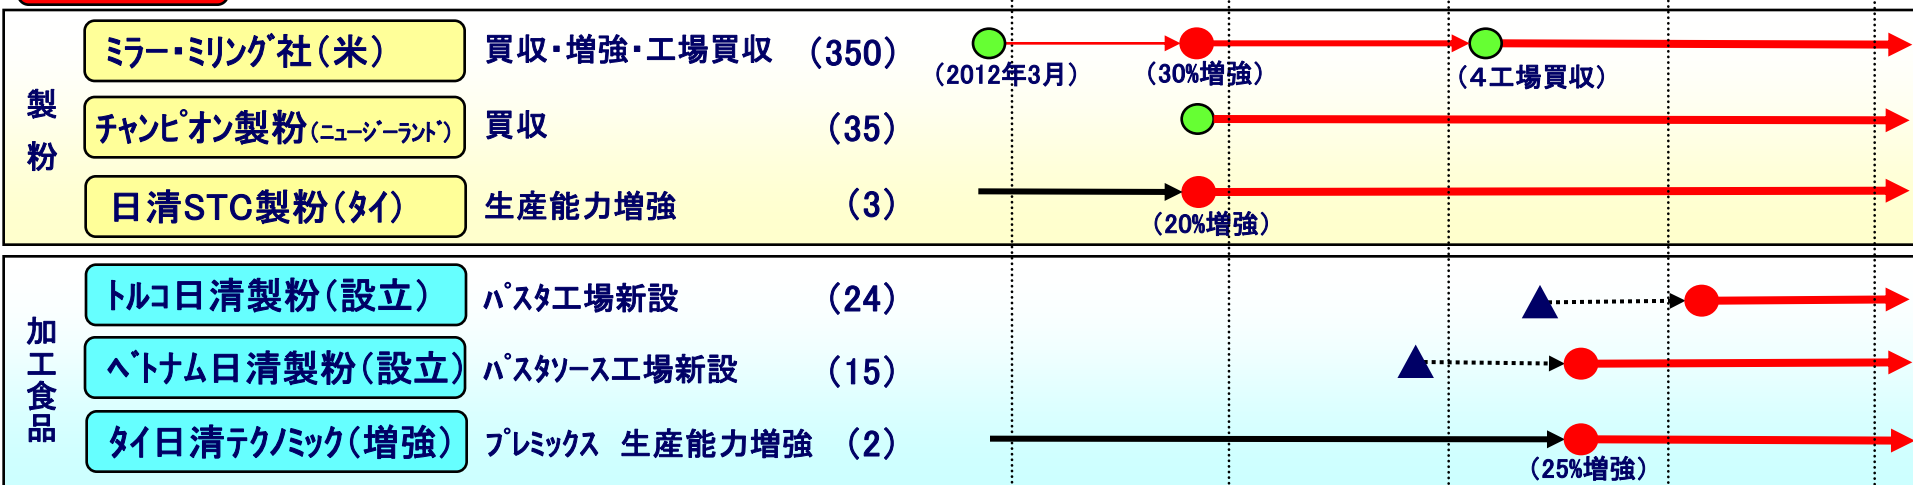 製粉
ﾐﾗｰ・ﾐﾘﾝｸﾞ社（米） 買収・増強・工場買収 （350）
（2012年3月） （30%増強） （４工場買収）
ﾁｬﾝﾋﾟｵﾝ製粉（ﾆｭｰｼﾞｰﾗﾝﾄﾞ） 買収 （35）
日清STC製粉（ﾀｲ） 生産能力増強 （3）
（20%増強）
加工食品
ﾄﾙｺ日清製粉（設立） ﾊﾟｽﾀ工場新設 （24）
ﾍﾞﾄﾅﾑ日清製粉（設立） ﾊﾟｽﾀｿｰｽ工場新設 （15）
ﾀｲ日清ﾃｸﾉﾐｯｸ（増強） ﾌﾟﾚﾐｯｸｽ 生産能力増強 （2）
（25%増強）